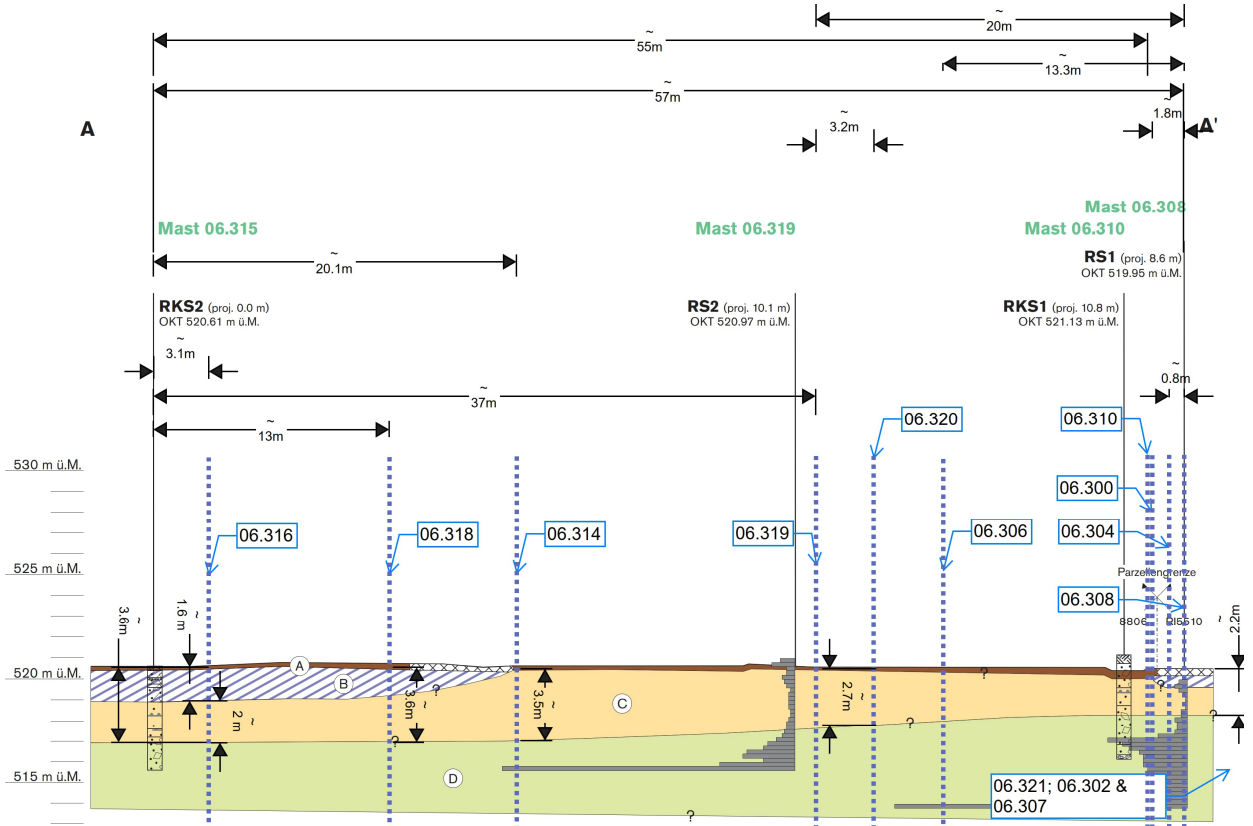 ~
20m
~
55m
~
13.3m
~
57m
~
1.8m
A
~
3.2m
A'
Mast 06.308
Mast 06.315
Mast 06.319
Mast 06.310
~
20.1m
RS1 (proj. 8.6 m)
OKT 519.95 m ü.M.
RKS2 (proj. 0.0 m)
OKT 520.61 m ü.M.
RS2 (proj. 10.1 m)
OKT 520.97 m ü.M.
RKS1 (proj. 10.8 m)
OKT 521.13 m ü.M.
~
3.1m
~
0.8m
~
37m
~
13m
06.320
06.310
530 m ü.M.
06.300
06.316
06.318
06.314
06.319
06.306
06.304
525 m ü.M.
Parzellengrenze
06.308
8806
~
3.6m
~
1.6 m
~
2.2m
520 m ü.M.
A
B
?
C
?
?
?
?
~
2 m
~
3.6m
~
3.5m
~
2.7m
?
515 m ü.M.
D
06.321; 06.302 &
06.307
?